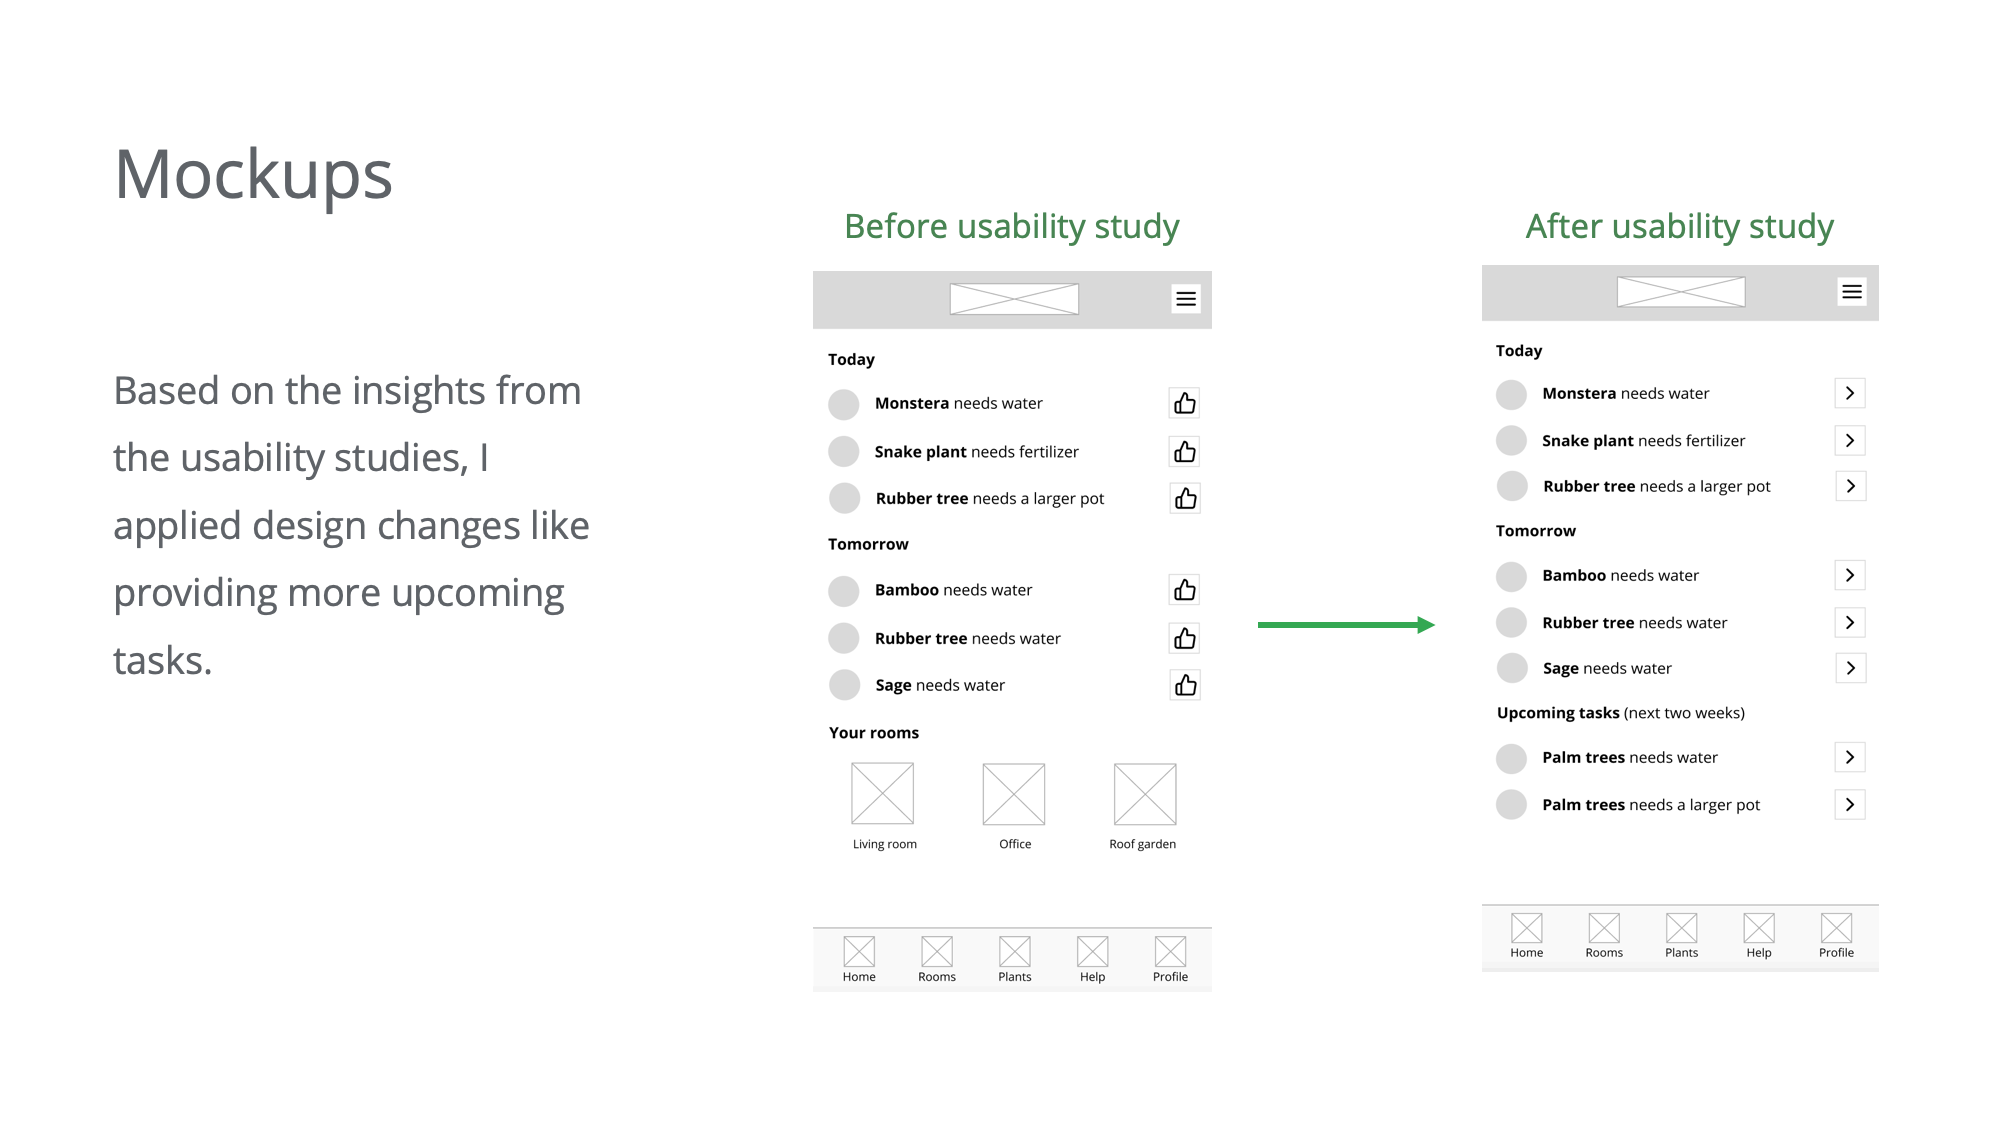 Mockups
Based on the insights from
the usability studies, I
applied design changes like
providing more upcoming
tasks.
Before usability study
Today
Monstera needs water
Snake plant needs fertilizer
Rubber tree needs a larger pot
Tomorrow
Bamboo needs water
Rubber tree needs water
Sage needs water
Your rooms
Living room Office Roof garden
Home Rooms Plants Help Profile
After usability study
Today
Monstera needs water
Snake plant needs fertilizer
Rubber tree needs a larger pot
Tomorrow
Bamboo needs water
Rubber tree needs water
Sage needs water
Upcoming tasks (next two weeks)
Palm trees needs water
Palm trees needs a larger pot
Home Rooms Plants Help Profile